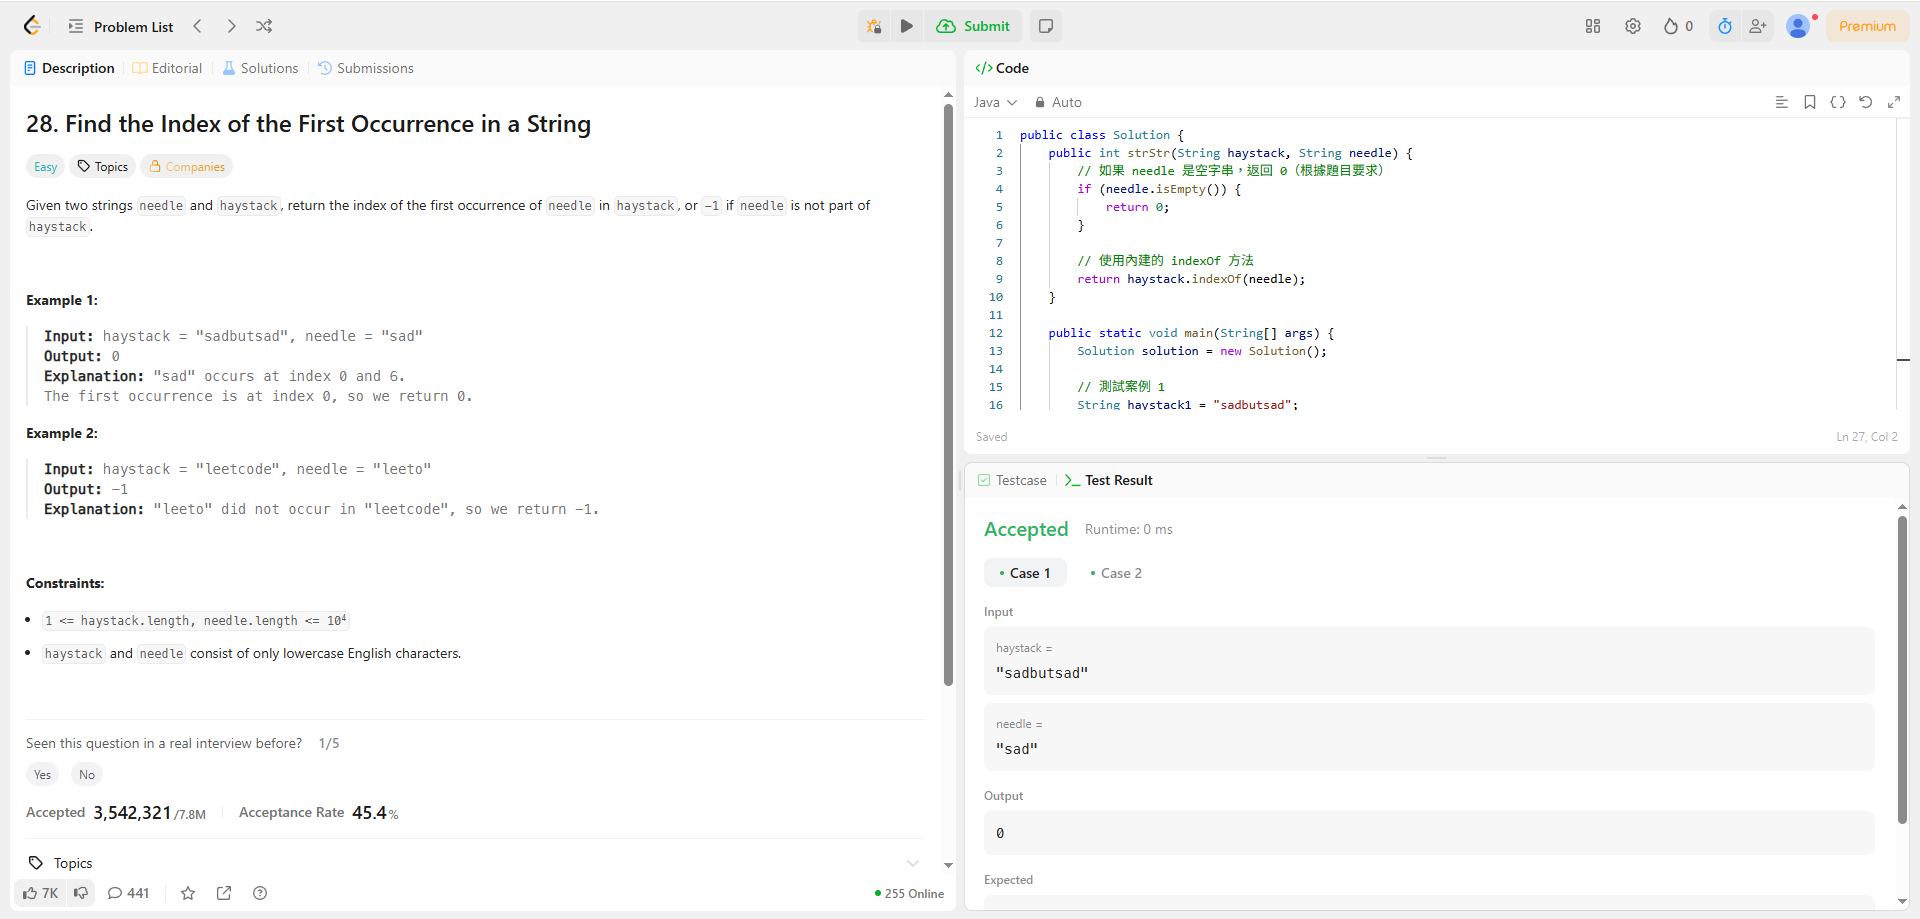 Problem List
Submit
0
Premium
Description
Editorial
Solutions
Submissions
28. Find the Index of the First Occurrence in a String
Easy
Topics
Companies
Given two strings needle and haystack, return the index of the first occurrence of needle in haystack, or -1 if needle is not part of
haystack.
Example 1:
Input: haystack = "sadbutsad", needle = "sad"
Output: 0
Explanation: "sad" occurs at index 0 and 6.
The first occurrence is at index 0, so we return 0.
Example 2:
Input: haystack = "leetcode", needle = "leeto"
Output: -1
Explanation: "leeto" did not occur in "leetcode", so we return -1.
Constraints:
• 1 <= haystack.length, needle.length <= 10⁴
• haystack and needle consist of only lowercase English characters.
Seen this question in a real interview before? 1/5
Yes No
Accepted 3,542,321/7.8M Acceptance Rate 45.4%
Topics
7K 441 255 Online
</> Code
Java Auto
1 public class Solution {
2 public int strStr(String haystack, String needle) {
3 // 如果 needle 是空字串，返回 0（根據題目要求）
4 if (needle.isEmpty()) {
5 return 0;
6 }
7
8 // 使用內建的 indexOf 方法
9 return haystack.indexOf(needle);
10 }
11
12 public static void main(String[] args) {
13 Solution solution = new Solution();
14
15 // 測試案例 1
16 String haystack1 = "sadbutsad";
Saved Ln 27, Col 2
Testcase
Test Result
Accepted Runtime: 0 ms
• Case 1 • Case 2
Input
haystack =
"sadbutsad"
needle =
"sad"
Output
0
Expected